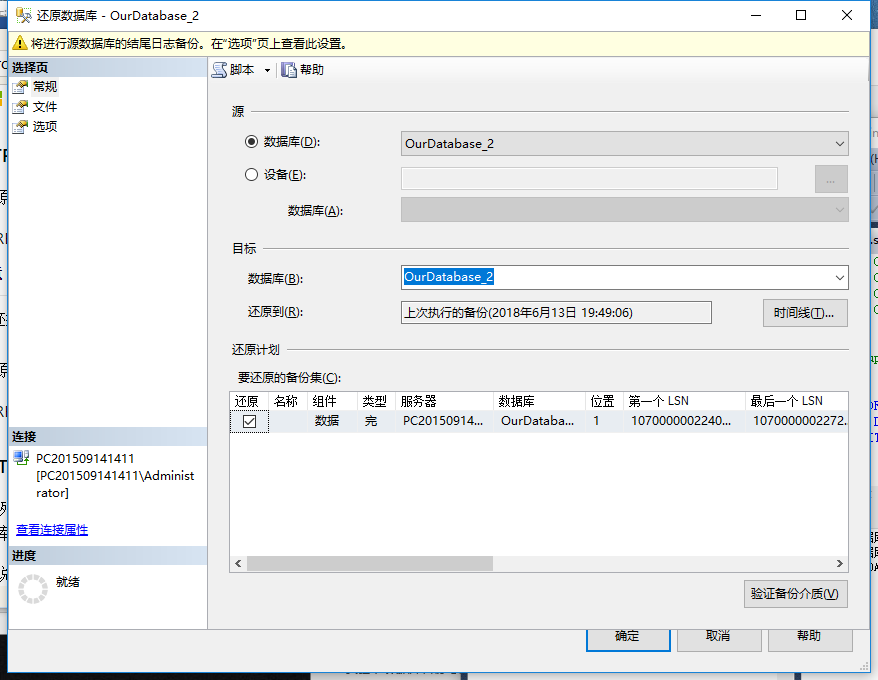 还原数据库 - OurDatabase_2
将进行源数据库的结尾日志备份。在“选项”页上查看此设置。
选择页
常规
文件
选项
脚本
帮助
源
数据库(D):
OurDatabase_2
设备(E):
...
数据库(A):
目标
数据库(B):
OurDatabase_2
还原到(R):
上次执行的备份(2018年6月13日 19:49:06)
时间线(T)...
还原计划
要还原的备份集(C):
还原 名称 组件 类型 服务器 数据库 位置 第一个 LSN 最后一个 LSN
数据 完 PC20150914... OurDataba... 1 1070000002240... 1070000002272...
连接
PC201509141411
[PC201509141411\Administ
rator]
查看连接属性
进度
就绪
验证备份介质(V)
确定
取消
帮助